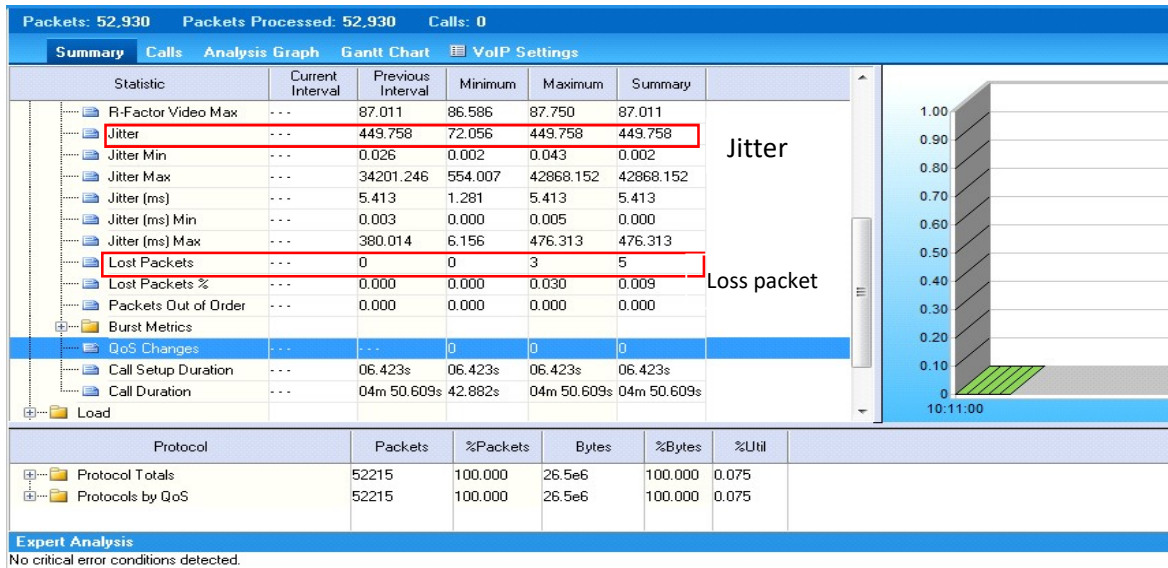 Packets: 52,930 Packets Processed: 52,930 Calls: 0
Summary Calls Analysis Graph Gantt Chart VoIP Settings
Statistic Current Interval Previous Interval Minimum Maximum Summary
R-Factor Video Max --- 87.011 86.586 87.750 87.011
Jitter --- 449.758 72.056 449.758 449.758
Jitter Min --- 0.026 0.002 0.043 0.002
Jitter Max --- 34201.246 554.007 42868.152 42868.152
Jitter (ms) --- 5.413 1.281 5.413 5.413
Jitter (ms) Min --- 0.003 0.000 0.005 0.000
Jitter (ms) Max --- 380.014 6.156 476.313 476.313
Lost Packets --- 0 0 3 5
Lost Packets % --- 0.000 0.000 0.030 0.009
Packets Out of Order --- 0.000 0.000 0.000 0.000
Burst Metrics
QoS Changes --- --- 0 0 0
Call Setup Duration --- 06.423s 06.423s 06.423s 06.423s
Call Duration --- 04m 50.609s 42.882s 04m 50.609s 04m 50.609s
Load
Jitter
Loss packet
1.00
0.90
0.80
0.70
0.60
0.50
0.40
0.30
0.20
0.10
0
10:11:00
Protocol Packets %Packets Bytes %Bytes %Util
Protocol Totals 52215 100.000 26.5e6 100.000 0.075
Protocols by QoS 52215 100.000 26.5e6 100.000 0.075
Expert Analysis
No critical error conditions detected.